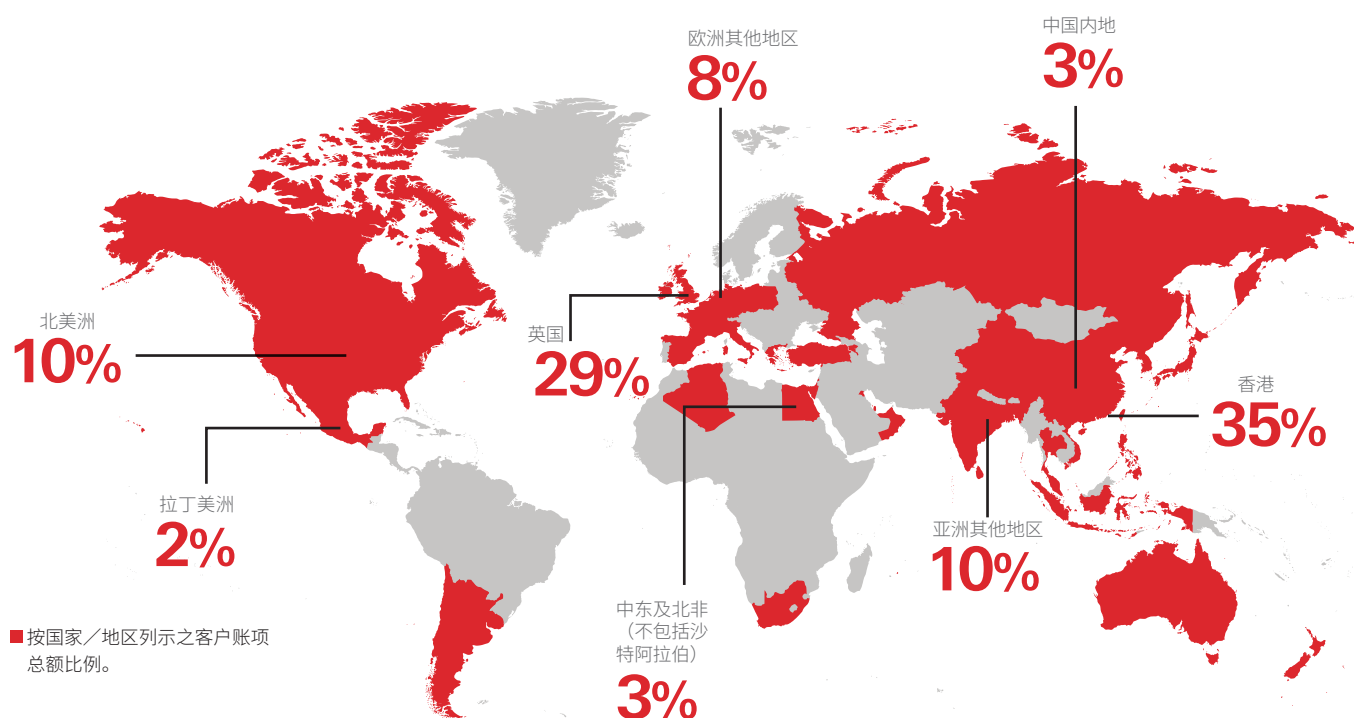 中国内地
3%
欧洲其他地区
8%
北美洲
10%
英国
29%
香港
35%
拉丁美洲
2%
亚洲其他地区
10%
中东及北非
（不包括沙
特阿拉伯）
3%
按国家／地区列示之客户账项
总额比例。